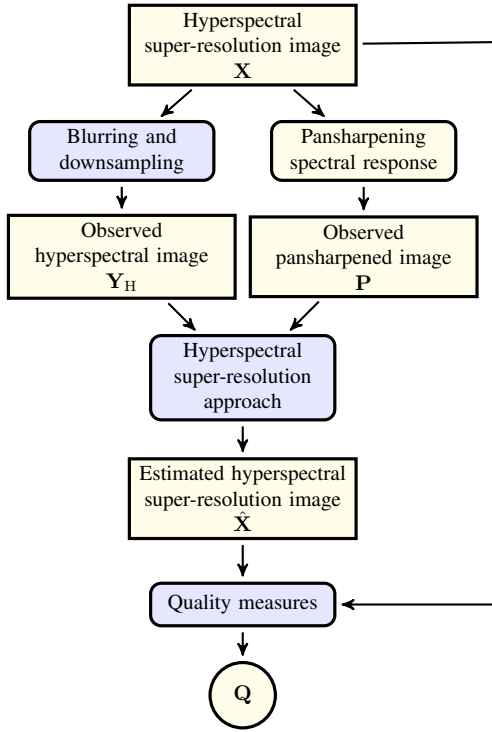 Hyperspectral
super-resolution image
X
Blurring and
downsampling
Pansharpening
spectral response
Observed
hyperspectral image
Y_H
Observed
pansharpened image
P
Hyperspectral
super-resolution
approach
Estimated hyperspectral
super-resolution image
X̂
Quality measures
Q